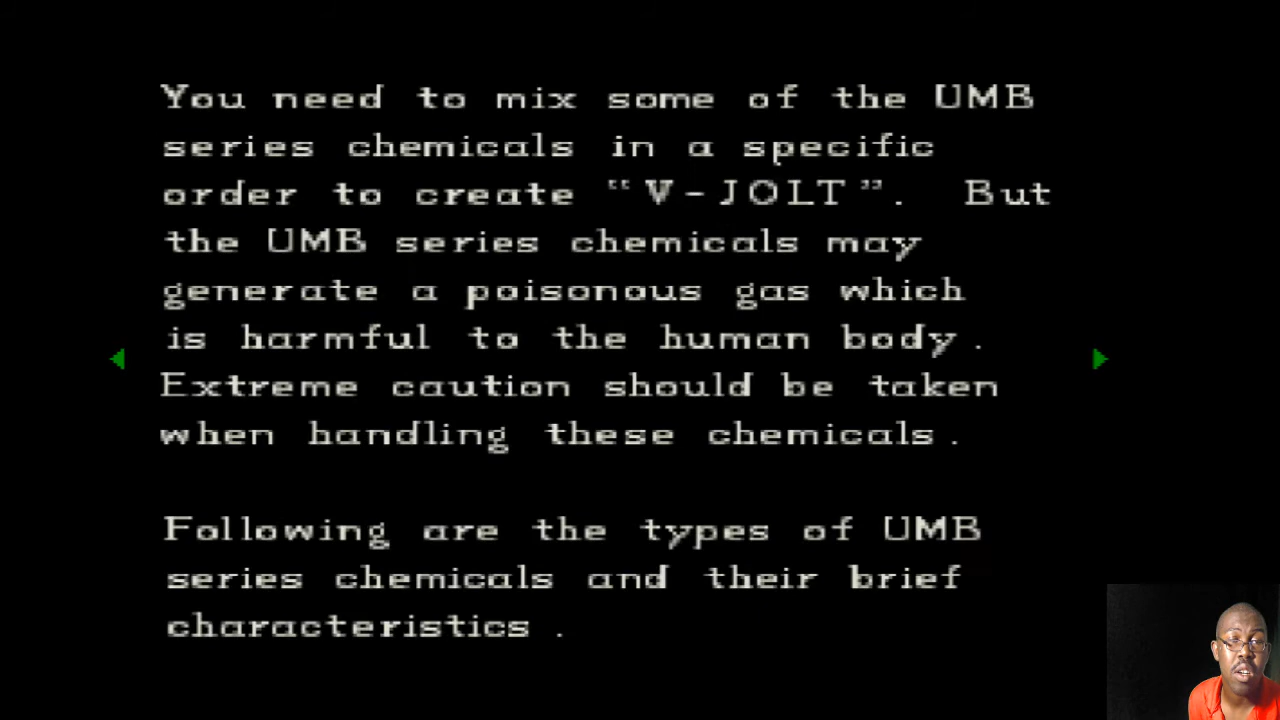 You need to mix some of the UMB
series chemicals in a specific
order to create "V-JOLT". But
the UMB series chemicals may
generate a poisonous gas which
is harmful to the human body.
Extreme caution should be taken
when handling these chemicals.
Following are the types of UMB
series chemicals and their brief
characteristics .